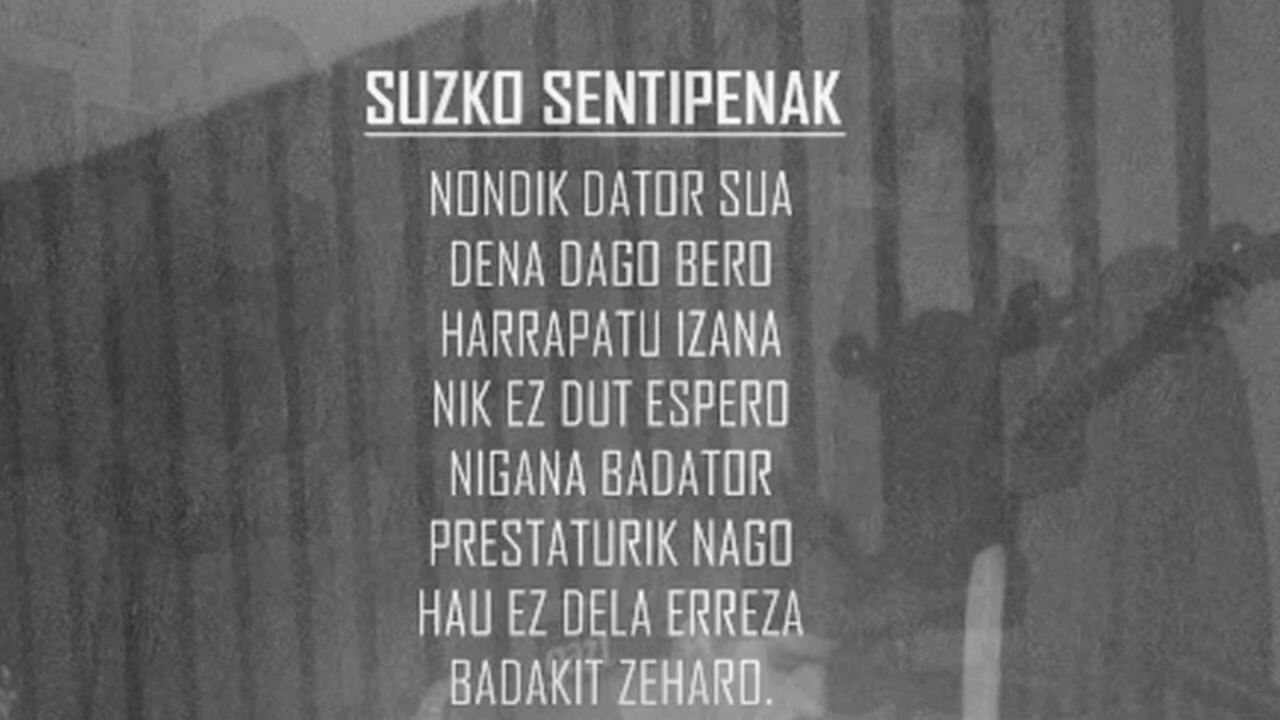 SUZKO SENTIPENAK
NONDIK DATOR SUA
DENA DAGO BERO
HARRAPATU IZANA
NIK EZ DUT ESPERO
NIGANA BADATOR
PRESTATURIK NAGO
HAU EZ DELA ERREZA
BADAKIT ZEHARO.